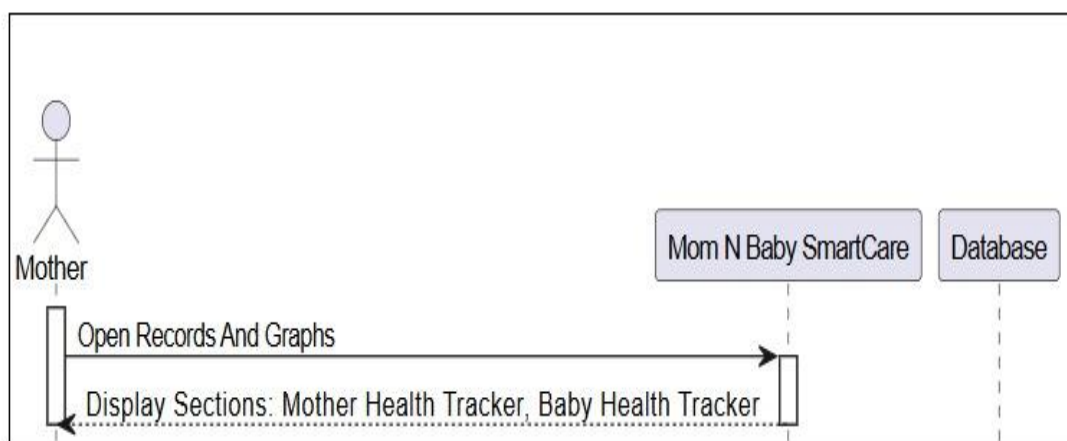 Mother
Mom N Baby SmartCare
Database
Open Records And Graphs
Display Sections: Mother Health Tracker, Baby Health Tracker